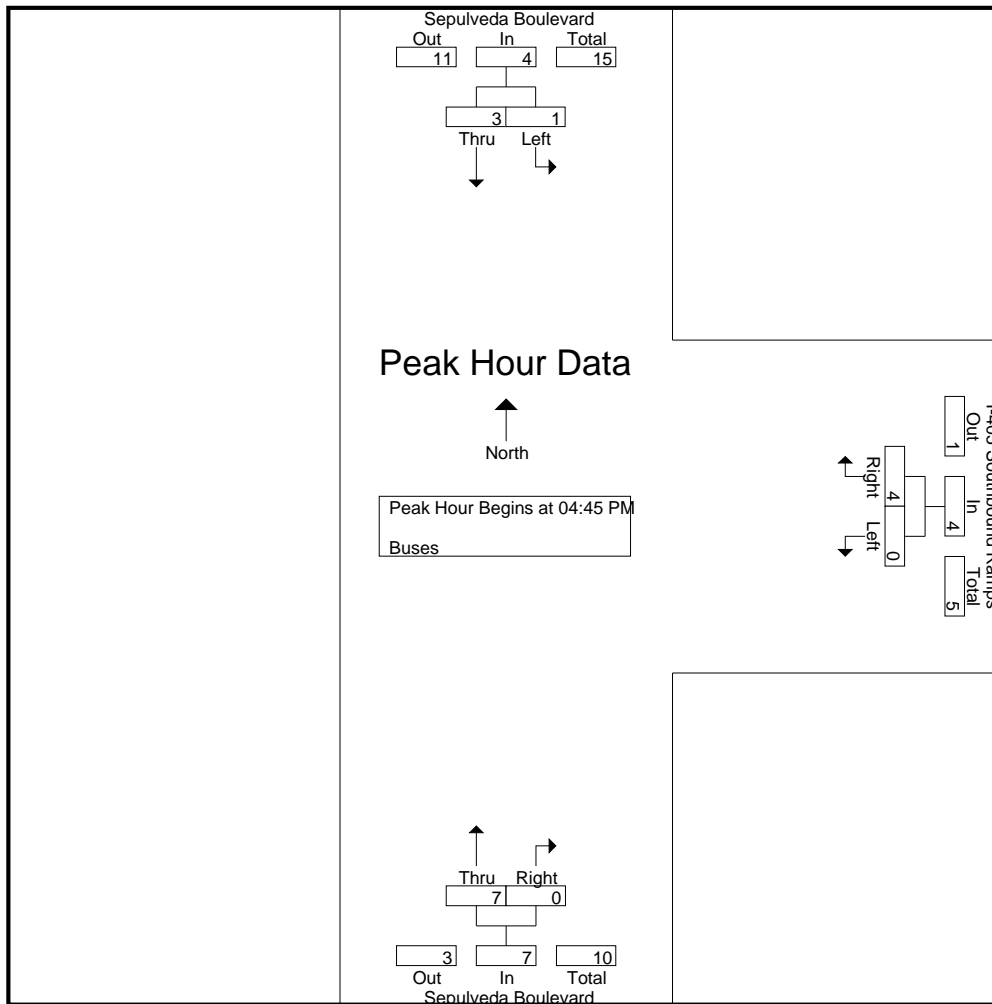 Sepulveda Boulevard
Out In Total
11 4 15
3 1
Thru Left
Peak Hour Data
North
Peak Hour Begins at 04:45 PM
Buses
Southbound Ramps
Out In Total
1 4 5
4 0
Right Left
Thru Right
7 0
3 7 10
Out In Total
Sepulveda Boulevard